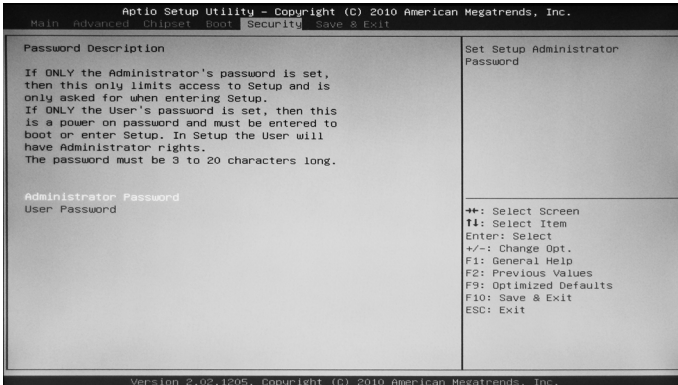 Aptio Setup Utility – Copyright (C) 2010 American Megatrends, Inc.
Main Advanced Chipset Boot Security Save & Exit
Password Description
If ONLY the Administrator's password is set,
then this only limits access to Setup and is
only asked for when entering Setup.
If ONLY the User's password is set, then this
is a power on password and must be entered to
boot or enter Setup. In Setup the User will
have Administrator rights.
The password must be 3 to 20 characters long.
Administrator Password
User Password
Set Setup Administrator
Password
→←: Select Screen
↑↓: Select Item
Enter: Select
+/-: Change Opt.
F1: General Help
F2: Previous Values
F9: Optimized Defaults
F10: Save & Exit
ESC: Exit
Version 2.02.1205. Copyright (C) 2010 American Megatrends, Inc.